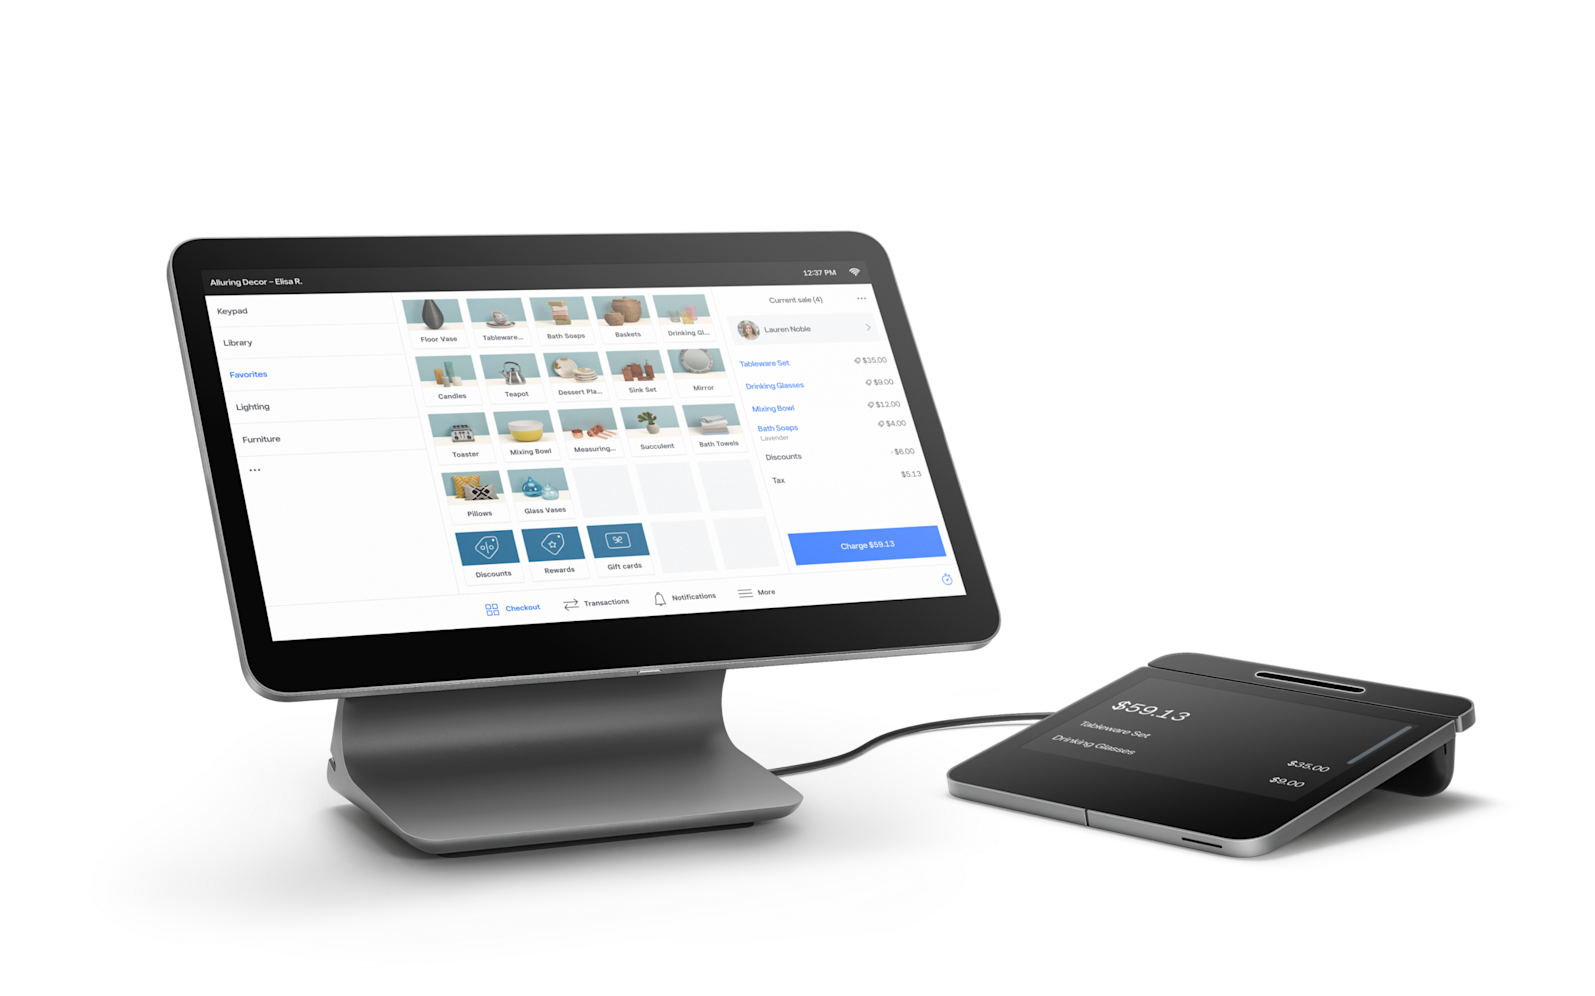 Alluring Decor – Elisa R.
12:37 PM
Keypad
Library
Favorites
Lighting
Furniture
...
Floor Vase
Tableware...
Bath Soaps
Baskets
Drinking Gl...
Candles
Teapot
Dessert Pla...
Sink Set
Mirror
Toaster
Mixing Bowl
Measuring...
Succulent
Bath Towels
Pillows
Glass Vases
Discounts
Rewards
Gift cards
Current sale (4)
...
Lauren Noble
Tableware Set $35.00
Drinking Glasses $9.00
Mixing Bowl $12.00
Bath Soaps $4.00
Lavender
Discounts - $6.00
Tax $5.13
Charge $59.13
Checkout
Transactions
Notifications
More
$59.13
Tableware Set $35.00
Drinking Glasses $9.00